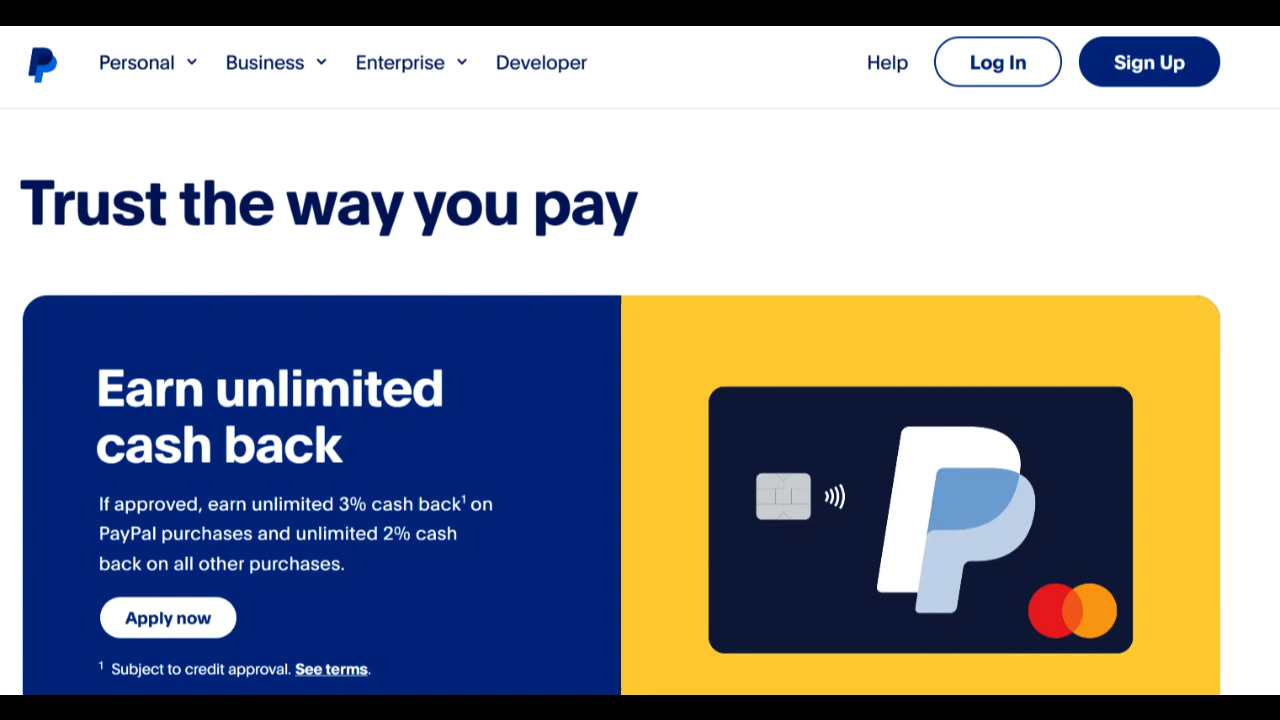 Personal Business Enterprise Developer Help Log In Sign Up
Trust the way you pay
Earn unlimited
cash back
If approved, earn unlimited 3% cash back¹ on
PayPal purchases and unlimited 2% cash
back on all other purchases.
Apply now
¹ Subject to credit approval. See terms.